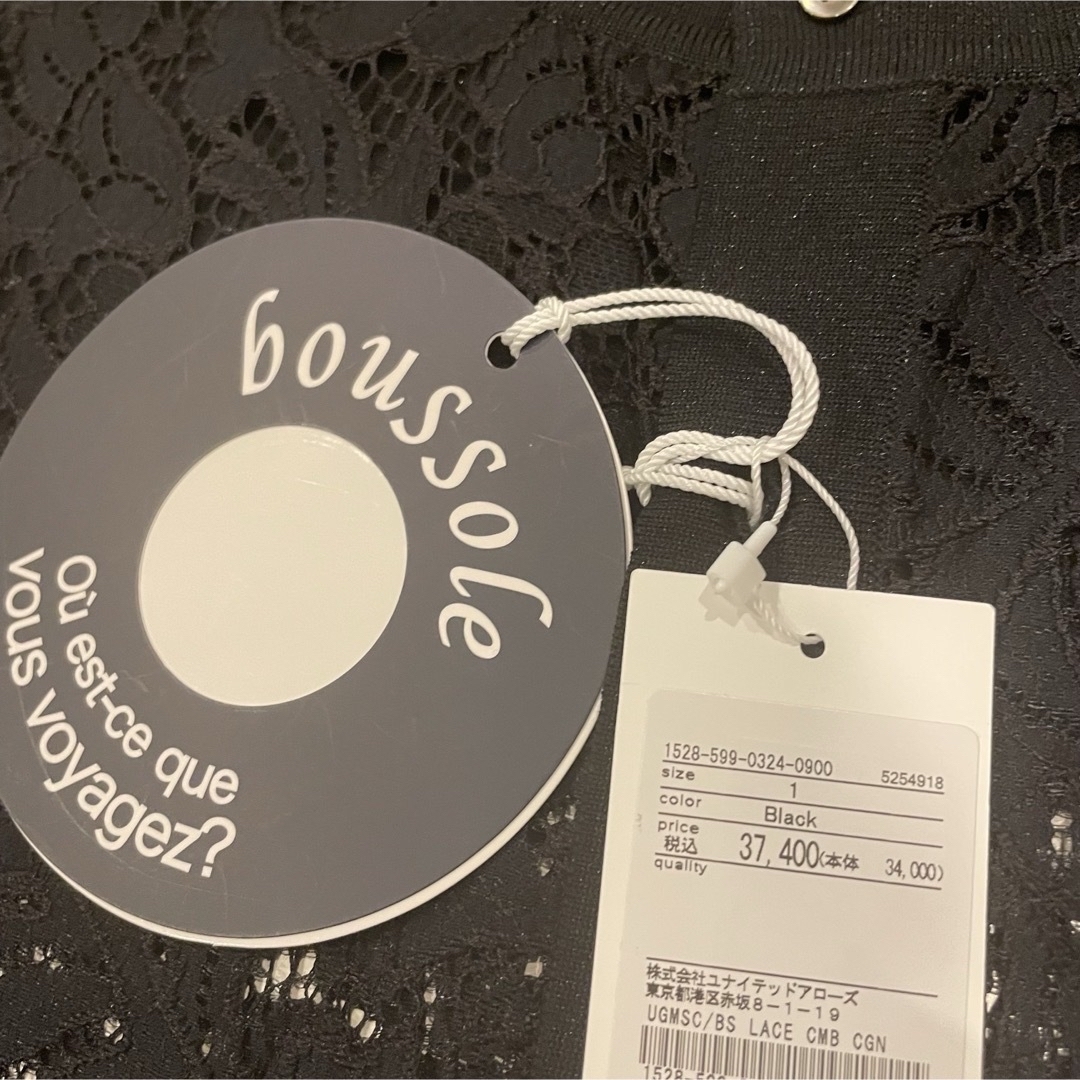 boussole
Où est-ce que
vous voyagez?
1528-599-0324-0900 5254918
size 1
color Black
price
税込 37,400(本体 34,000)
quality
株式会社ユナイテッドアローズ
東京都港区赤坂8-1-19
UGMSC/BS LACE CMB CGN